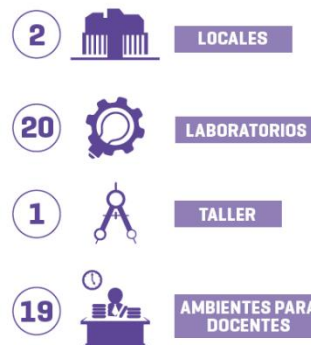 2
LOCALES
20
LABORATORIOS
1
TALLER
19
AMBIENTES PARA
DOCENTES